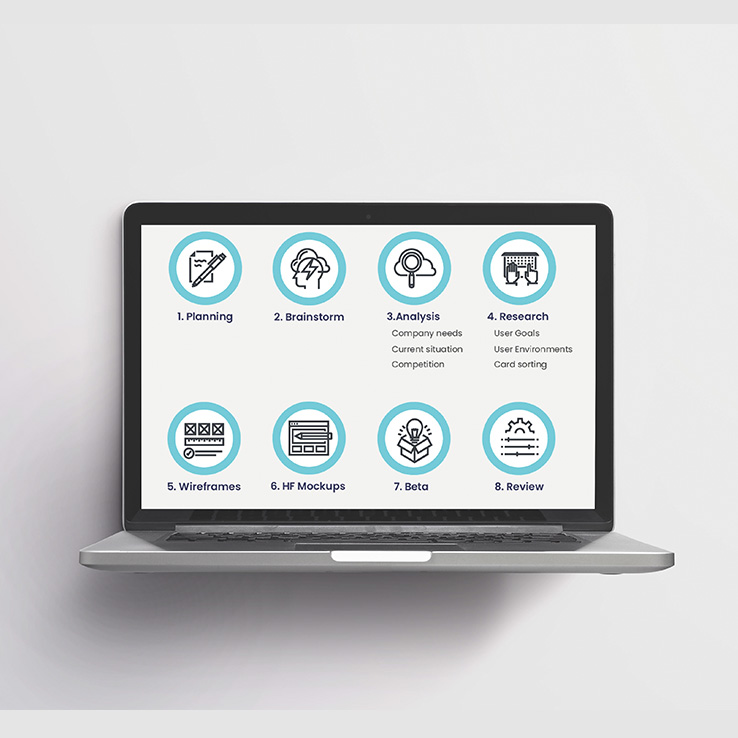 1. Planning
2. Brainstorm
3.Analysis
Company needs
Current situation
Competition
4. Research
User Goals
User Environments
Card sorting
5. Wireframes
6. HF Mockups
7. Beta
8. Review